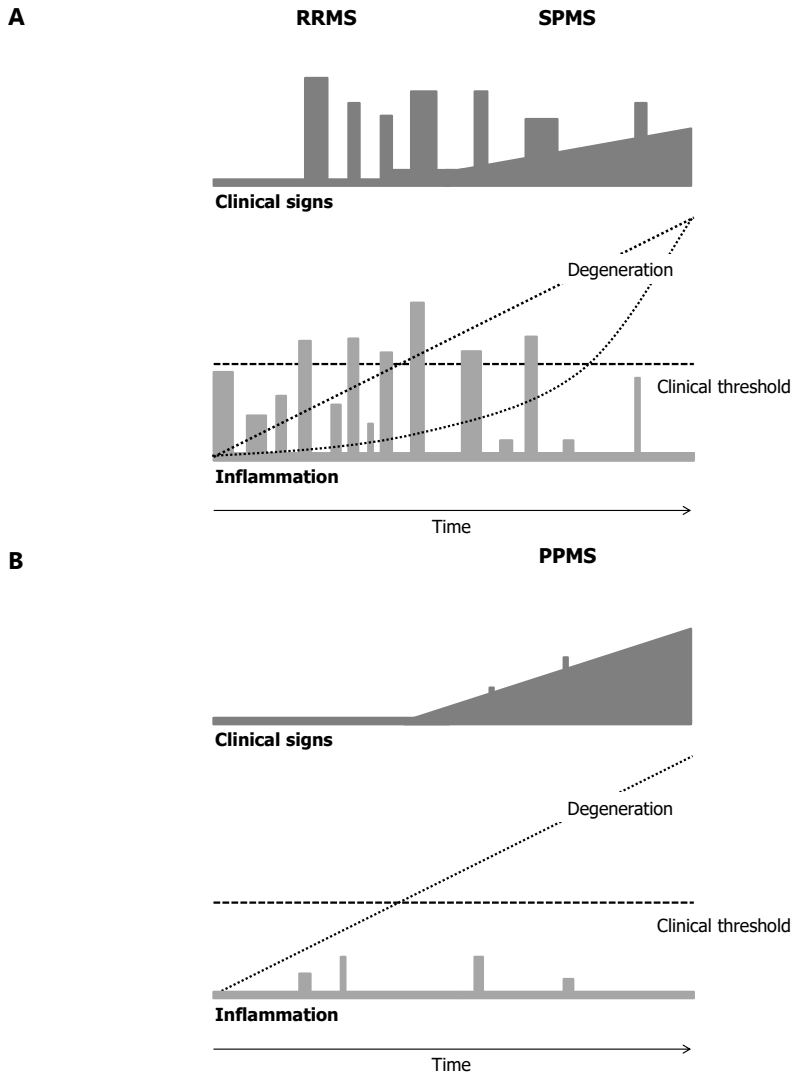 A
RRMS
SPMS
Clinical signs
Degeneration
Clinical threshold
Inflammation
Time
B
PPMS
Clinical signs
Degeneration
Clinical threshold
Inflammation
Time